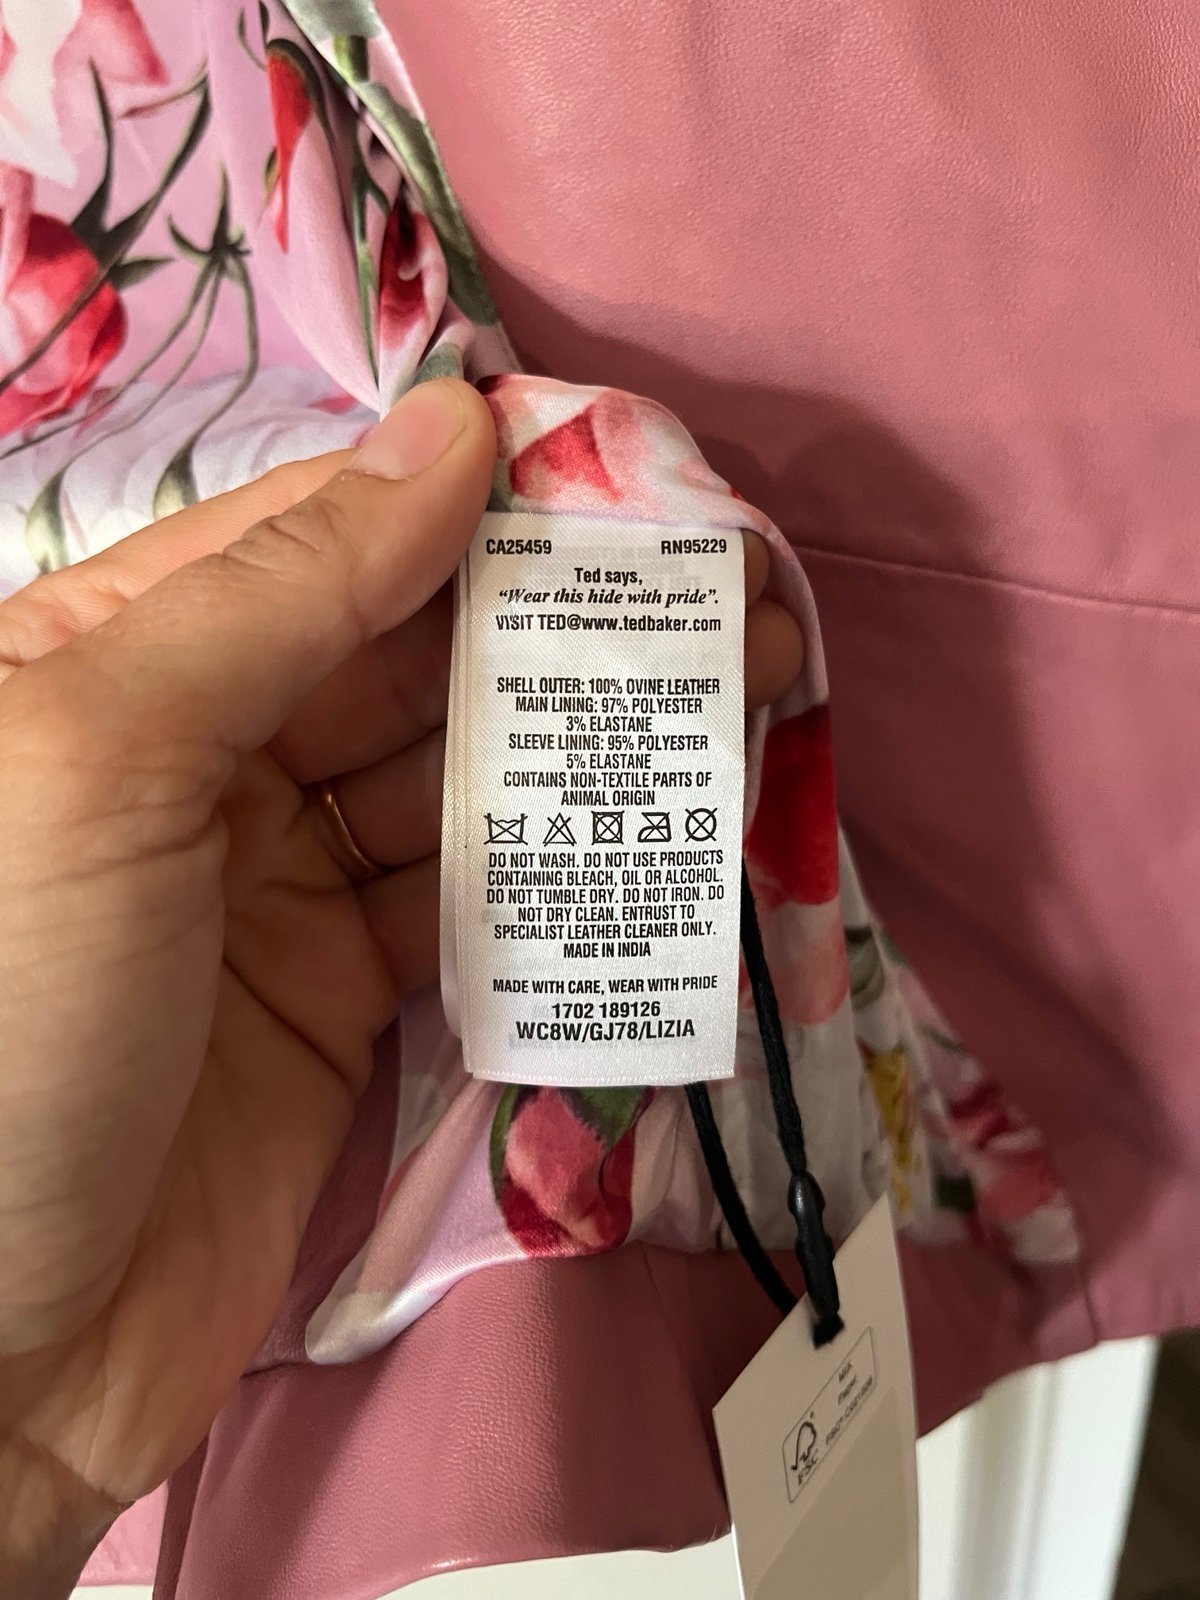 CA25459 RN95229
Ted says,
“Wear this hide with pride”.
VISIT TED@www.tedbaker.com
SHELL OUTER: 100% OVINE LEATHER
MAIN LINING: 97% POLYESTER
3% ELASTANE
SLEEVE LINING: 95% POLYESTER
5% ELASTANE
CONTAINS NON-TEXTILE PARTS OF
ANIMAL ORIGIN
DO NOT WASH. DO NOT USE PRODUCTS
CONTAINING BLEACH, OIL OR ALCOHOL.
DO NOT TUMBLE DRY. DO NOT IRON. DO
NOT DRY CLEAN. ENTRUST TO
SPECIALIST LEATHER CLEANER ONLY.
MADE IN INDIA
MADE WITH CARE, WEAR WITH PRIDE
1702 189126
WC8W/GJ78/LIZIA
MIX
Paper
FSC